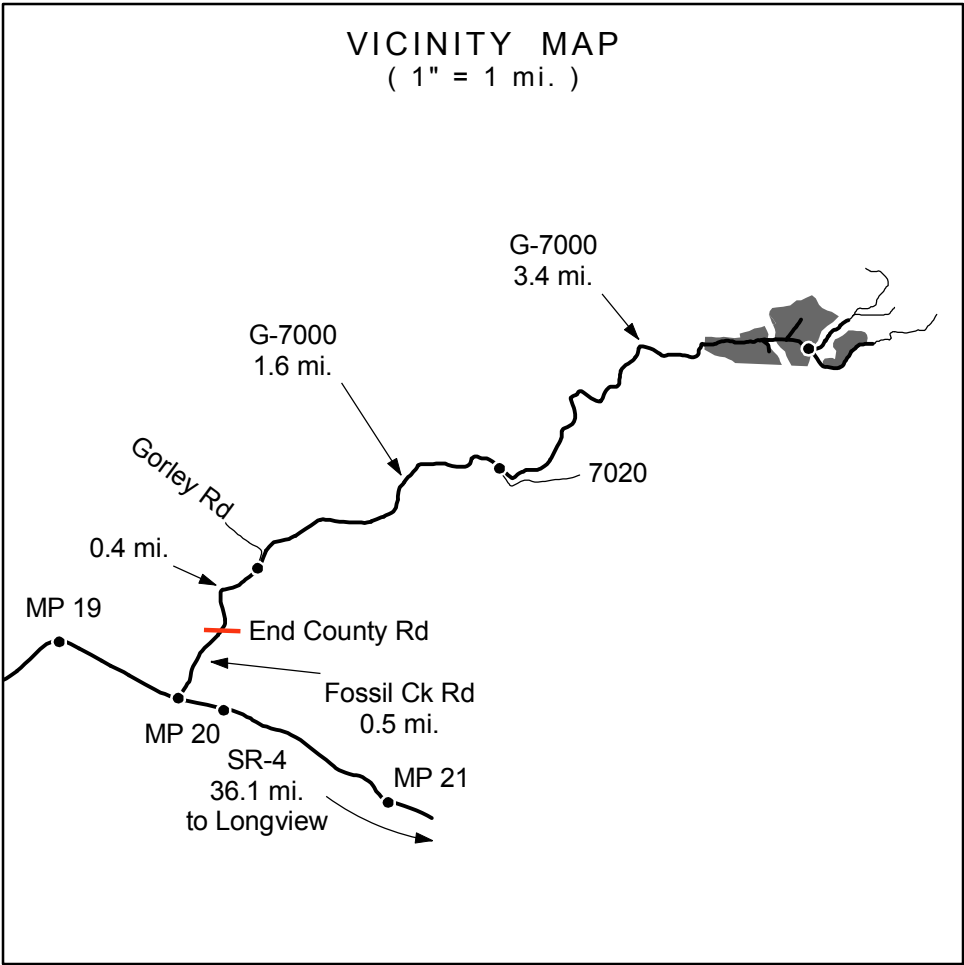 VICINITY MAP
( 1" = 1 mi. )
G-7000
3.4 mi.
G-7000
1.6 mi.
Gorley Rd
7020
0.4 mi.
MP 19
End County Rd
Fossil Ck Rd
0.5 mi.
MP 20
SR-4
36.1 mi.
to Longview
MP 21